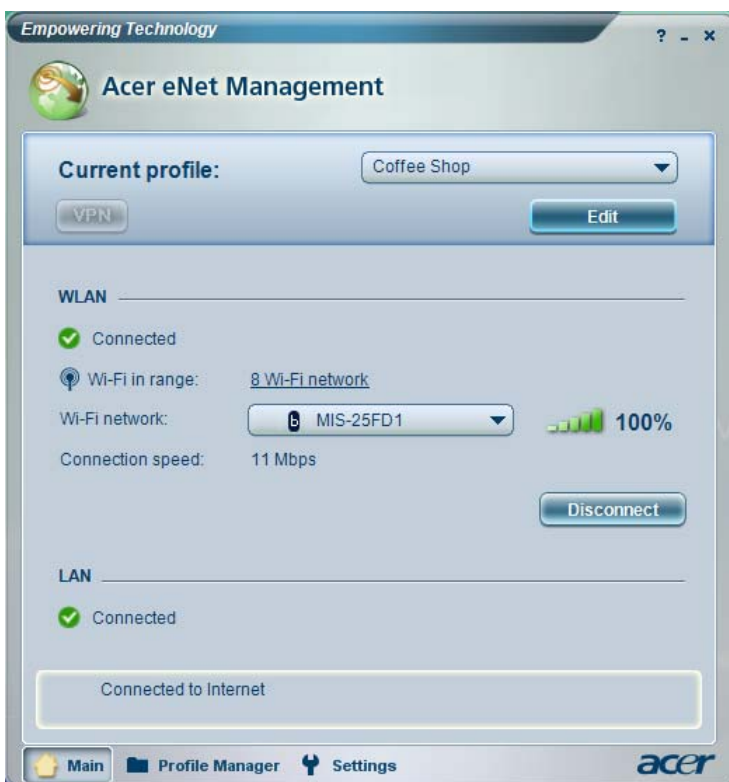 Empowering Technology
? - x
Acer eNet Management
Current profile:
Coffee Shop
VPN
Edit
WLAN
Connected
Wi-Fi in range:
8 Wi-Fi network
Wi-Fi network:
b MIS-25FD1
100%
Connection speed:
11 Mbps
Disconnect
LAN
Connected
Connected to Internet
Main
Profile Manager
Settings
acer